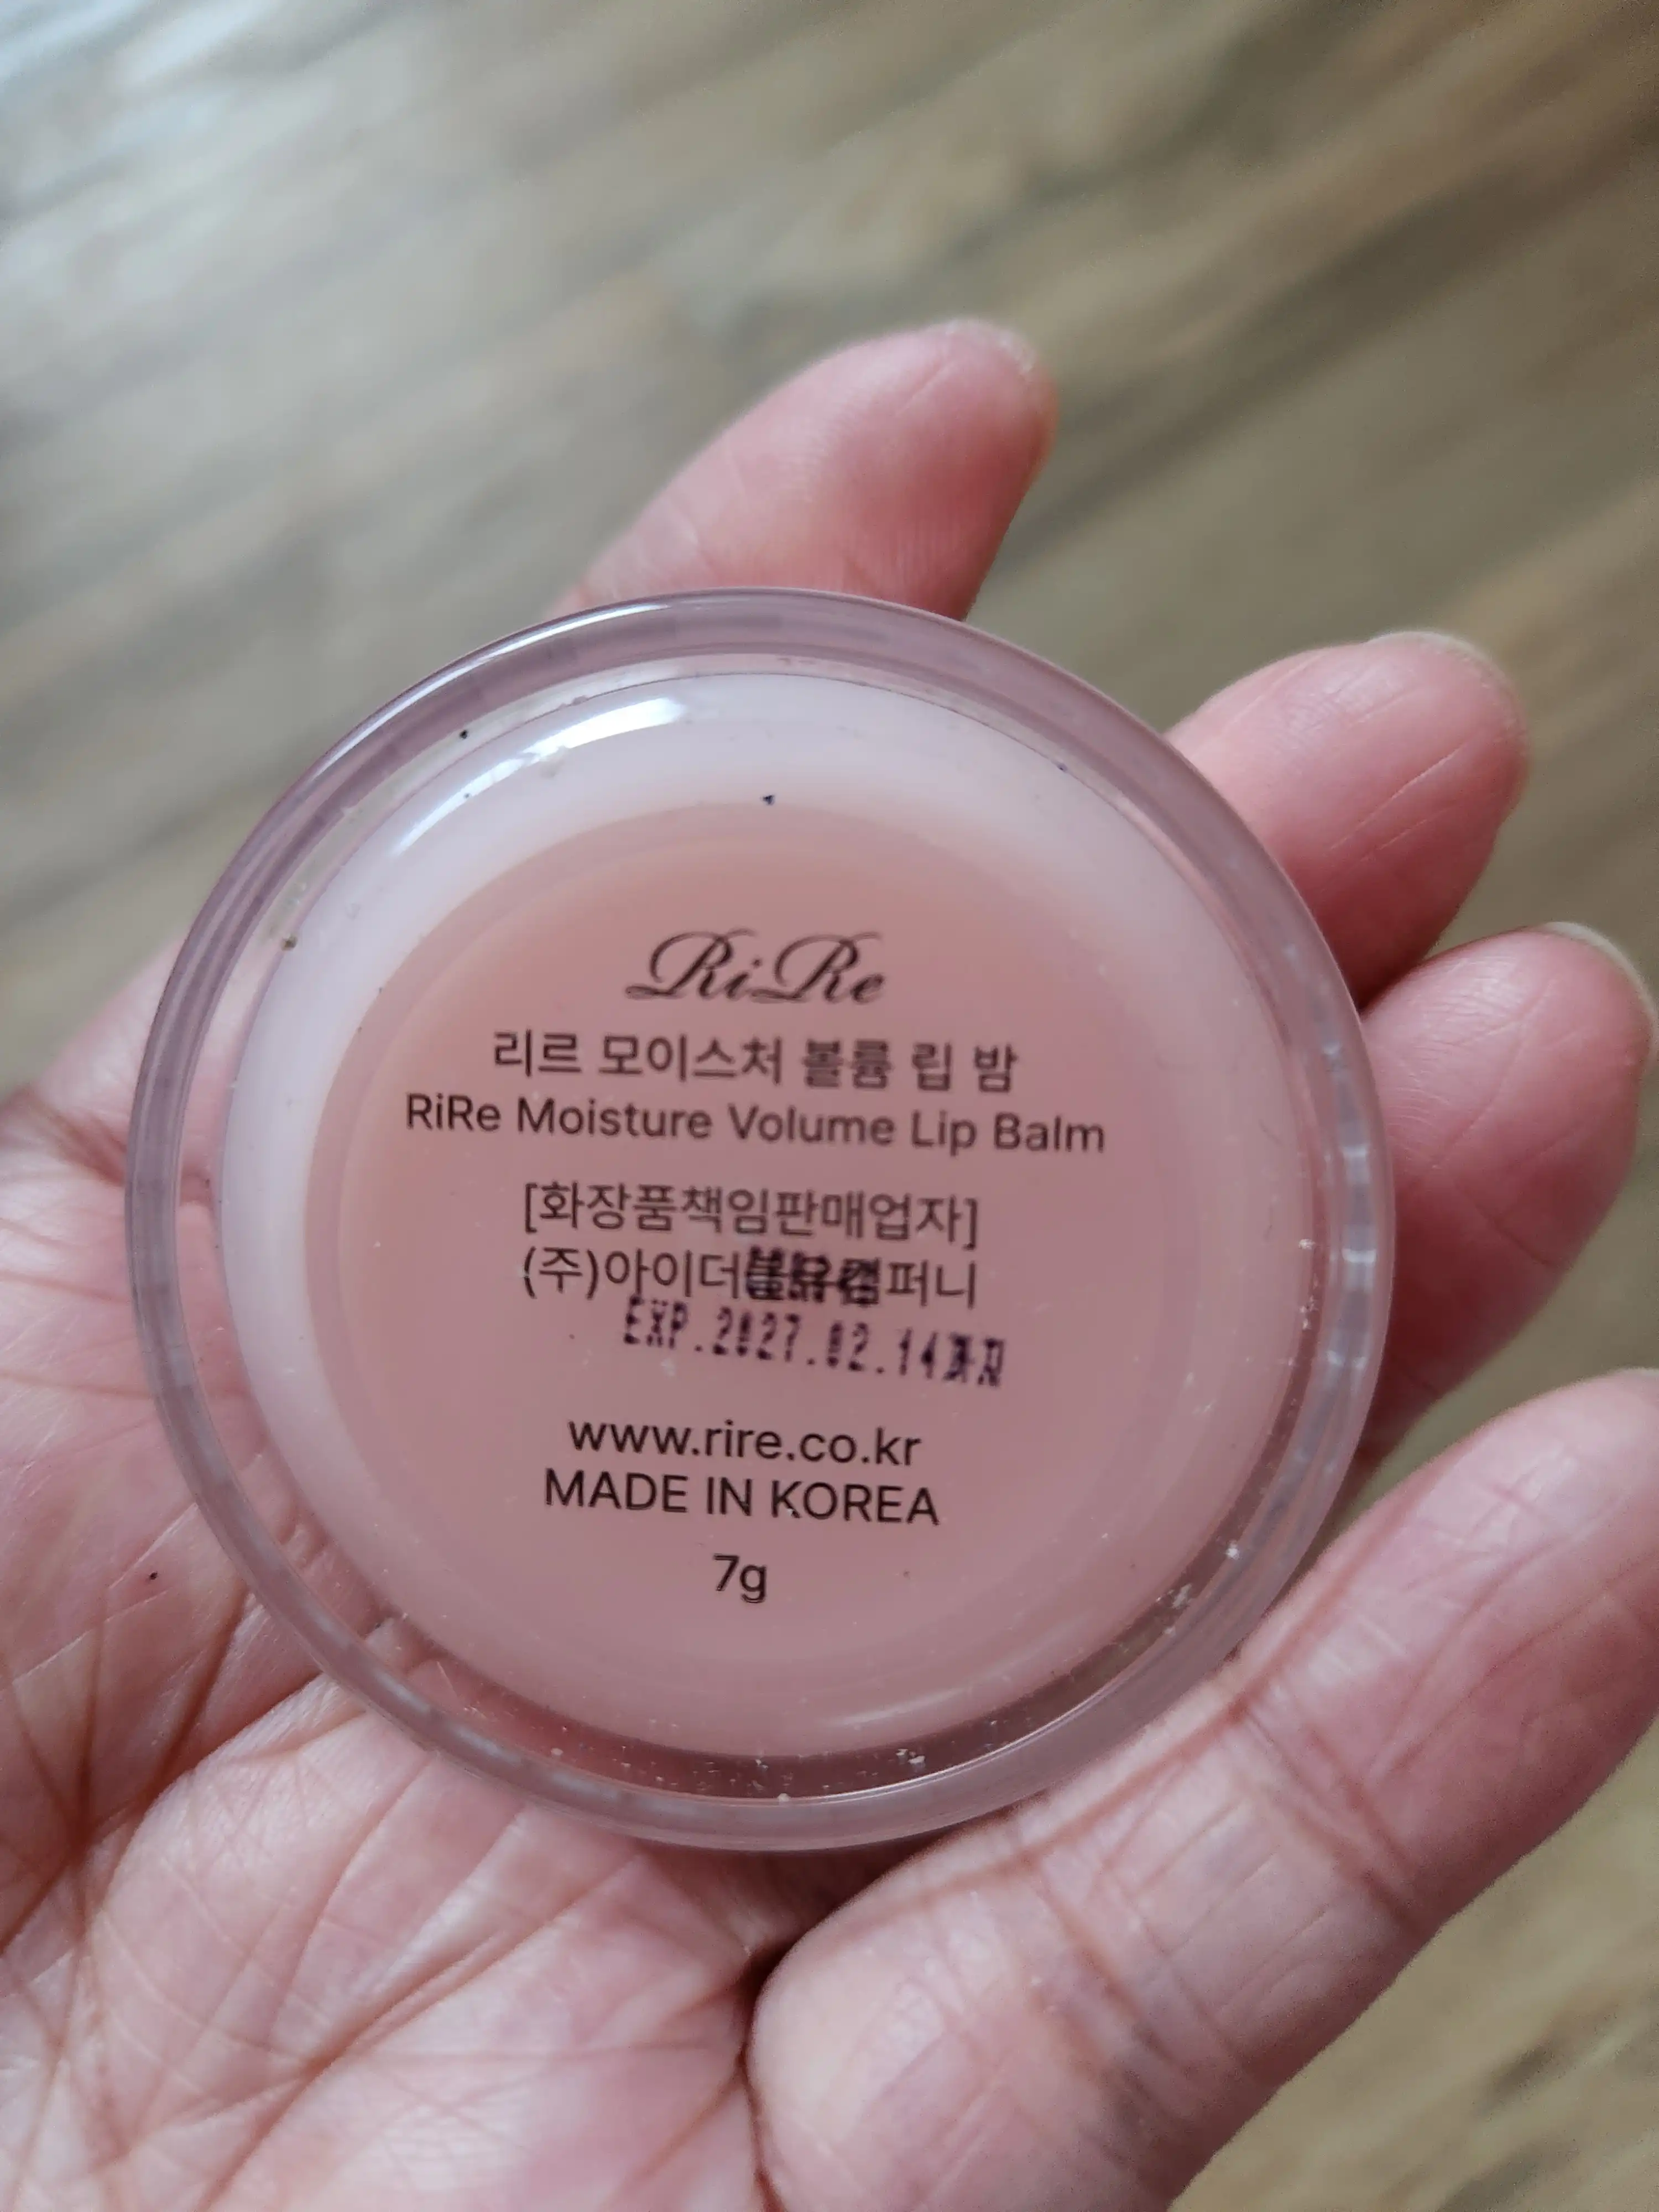 RiRe
리르 모이스처 볼륨 립 밤
RiRe Moisture Volume Lip Balm
[화장품책임판매업자]
(주)아이더블유컴퍼니
EXP.2027.02.14까지
www.rire.co.kr
MADE IN KOREA
7g